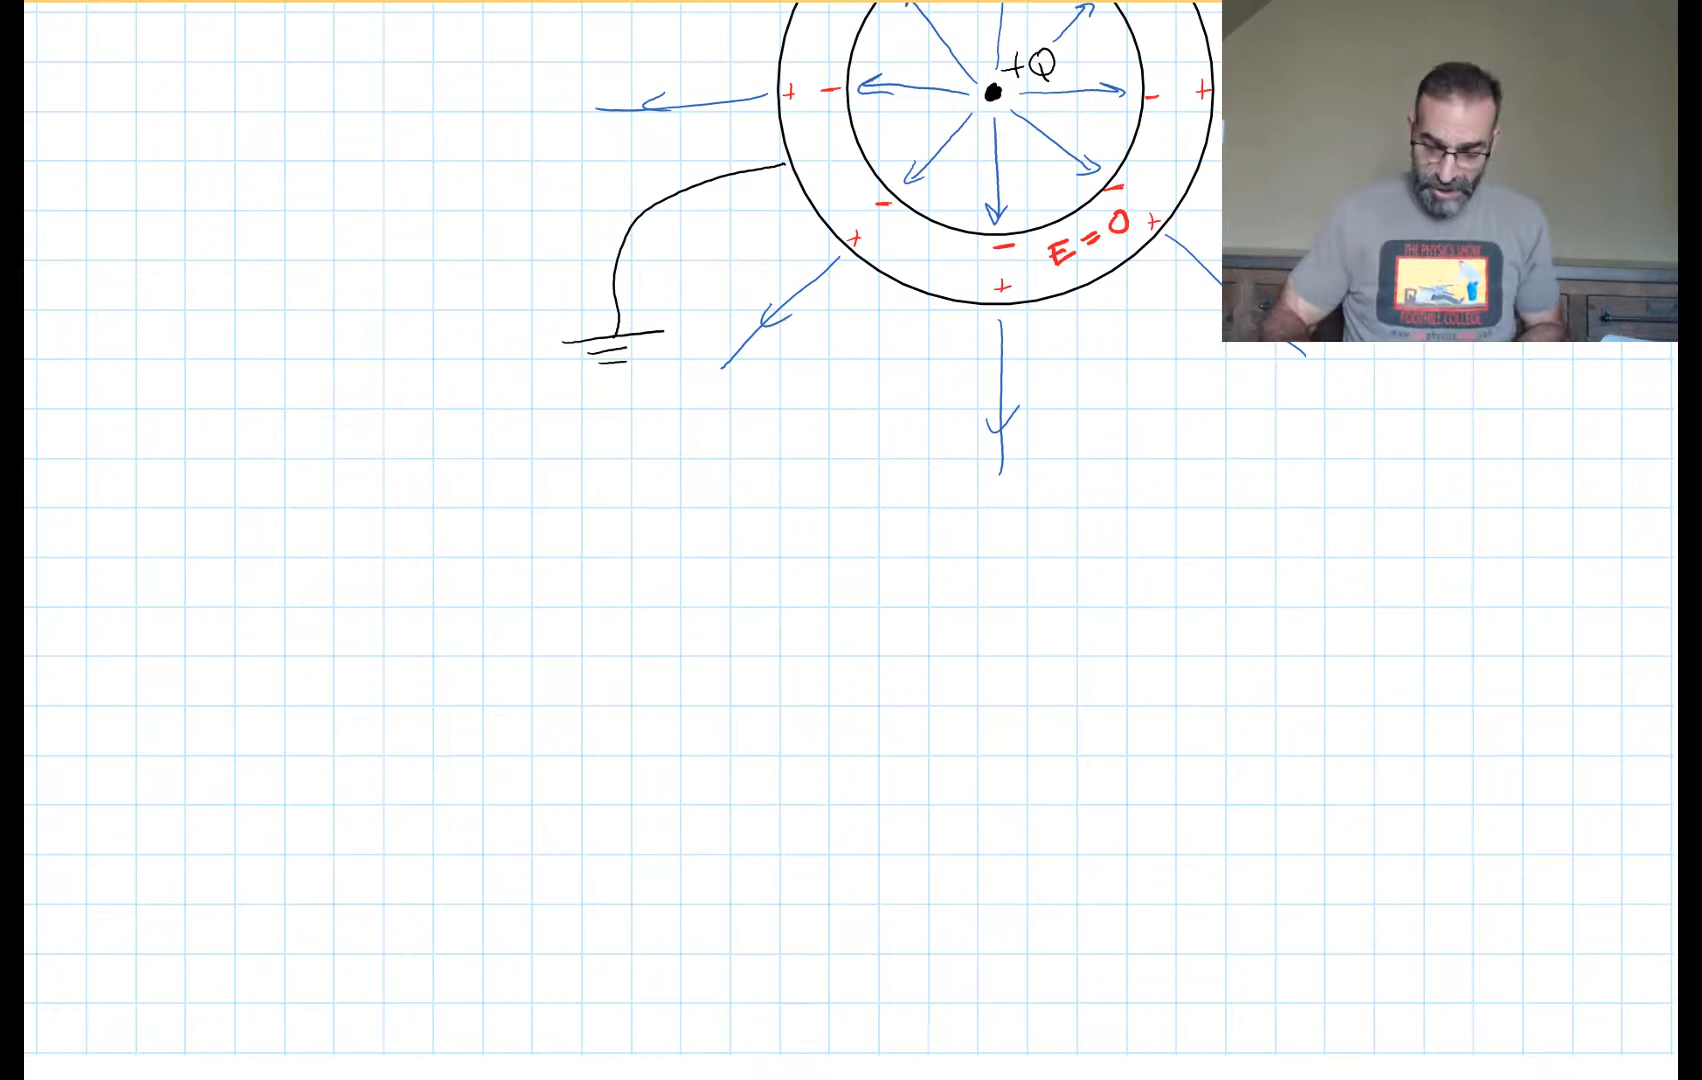 +Q
+ - - +
- -
+ - E = 0 +
+
THE PHYSICS SHOW
FOOTHILL COLLEGE